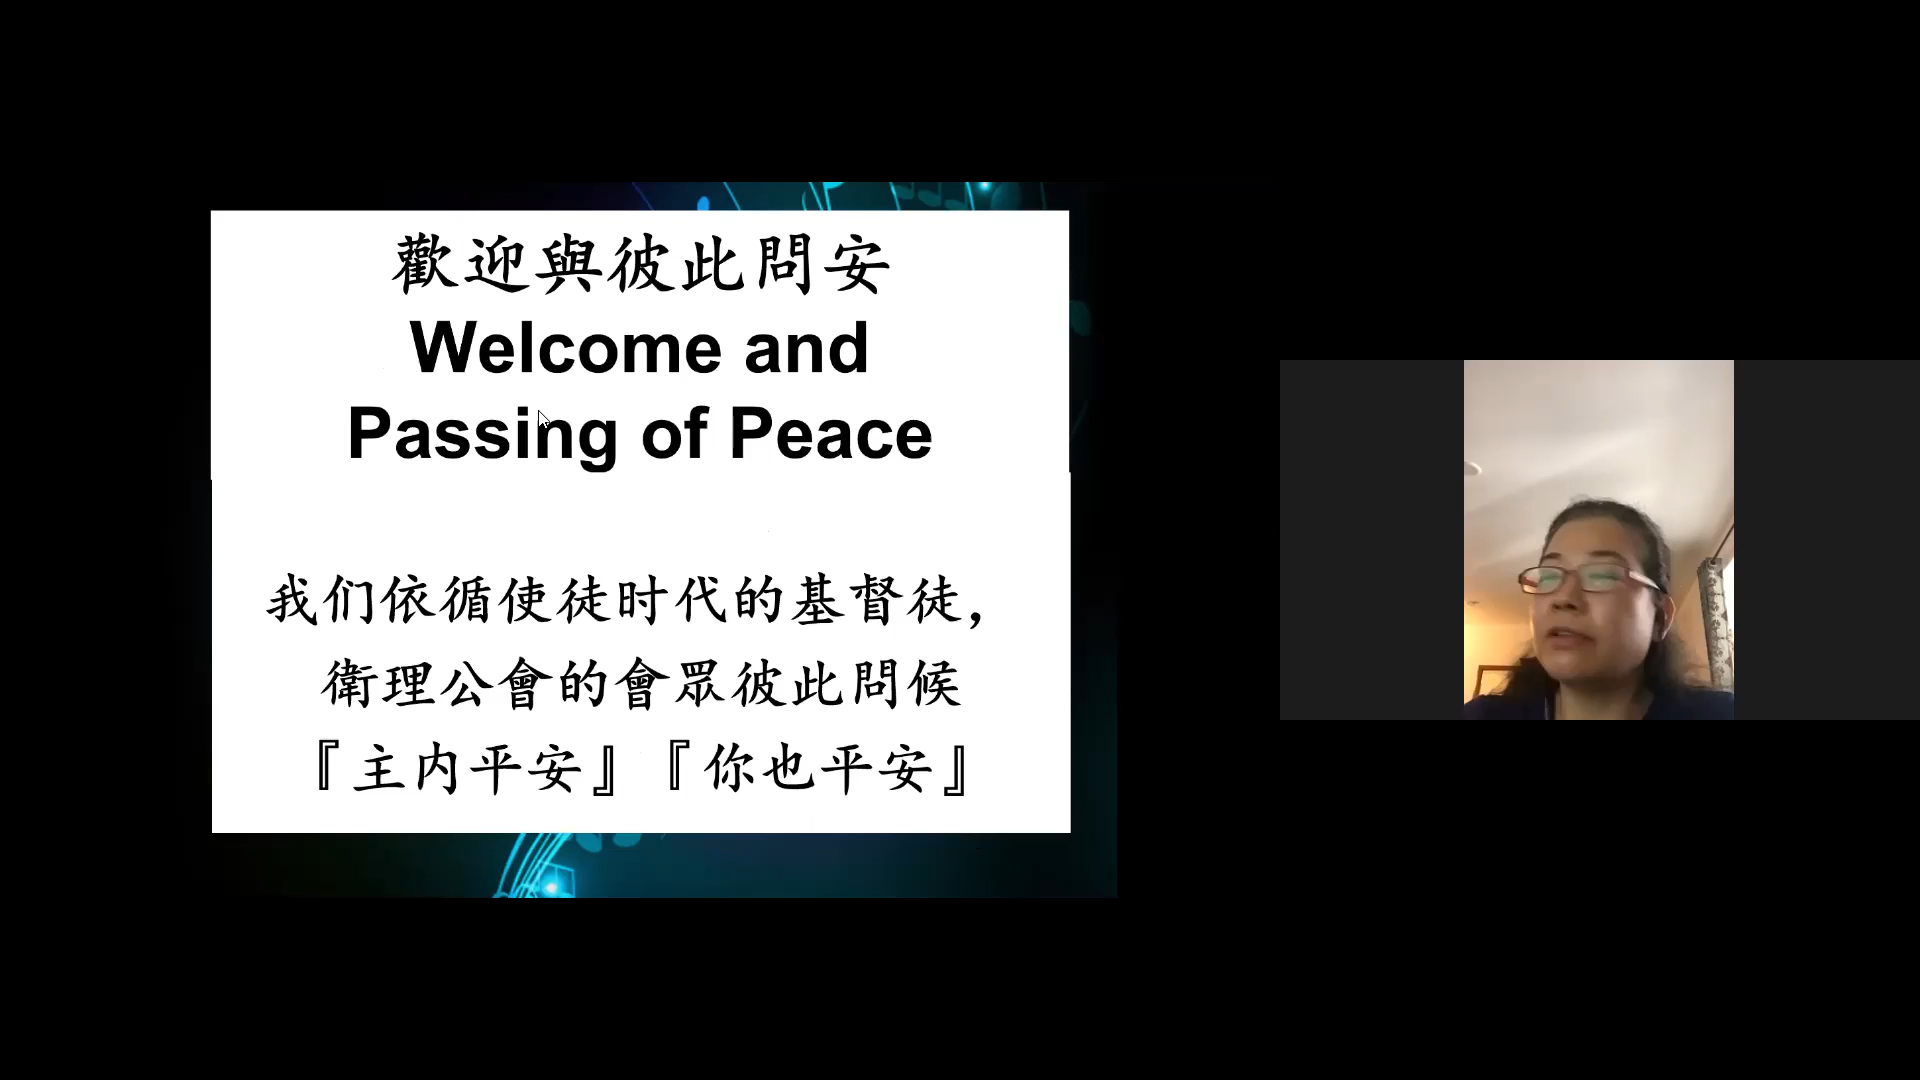 歡迎與彼此問安
Welcome and
Passing of Peace
我们依循使徒时代的基督徒，
衛理公會的會眾彼此問候
『主内平安』『你也平安』